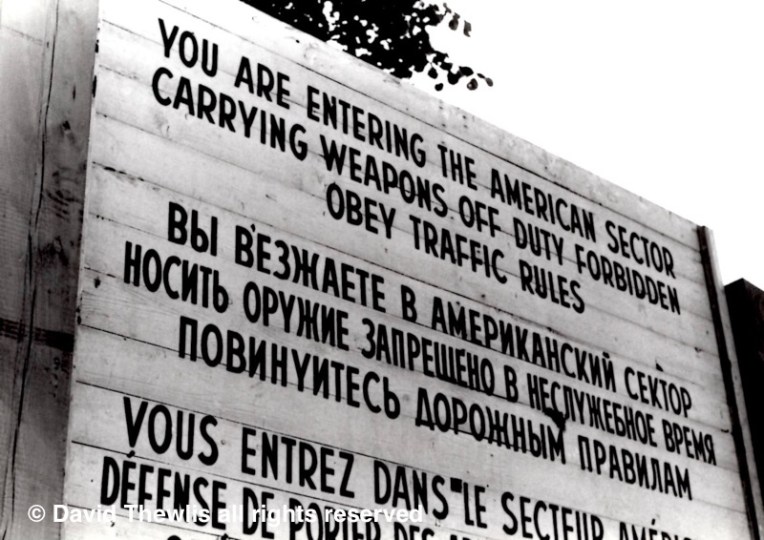 YOU ARE ENTERING THE AMERICAN SECTOR
CARRYING WEAPONS OFF DUTY FORBIDDEN
OBEY TRAFFIC RULES
ВЫ В'ЕЗЖАЕТЕ В АМЕРИКАНСКИЙ СЕКТОР
НОСИТЬ ОРУЖИЕ ЗАПРЕЩЕНО В НЕСЛУЖЕБНОЕ ВРЕМЯ
ПОВИНУИТЕСЬ ДОРОЖНЫМ ПРАВИЛАМ
VOUS ENTREZ DANS LE SECTEUR AMÉRI
DÉFENSE DE PORTER DES
© David Thewlis all rights reserved